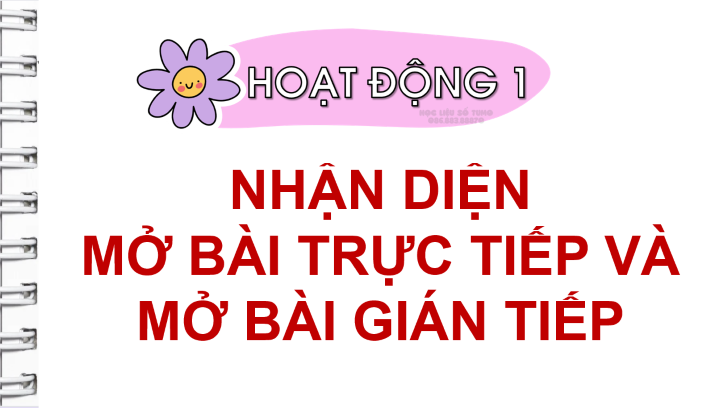 HOẠT ĐỘNG 1
NHẬN DIỆN
MỞ BÀI TRỰC TIẾP VÀ
MỞ BÀI GIÁN TIẾP